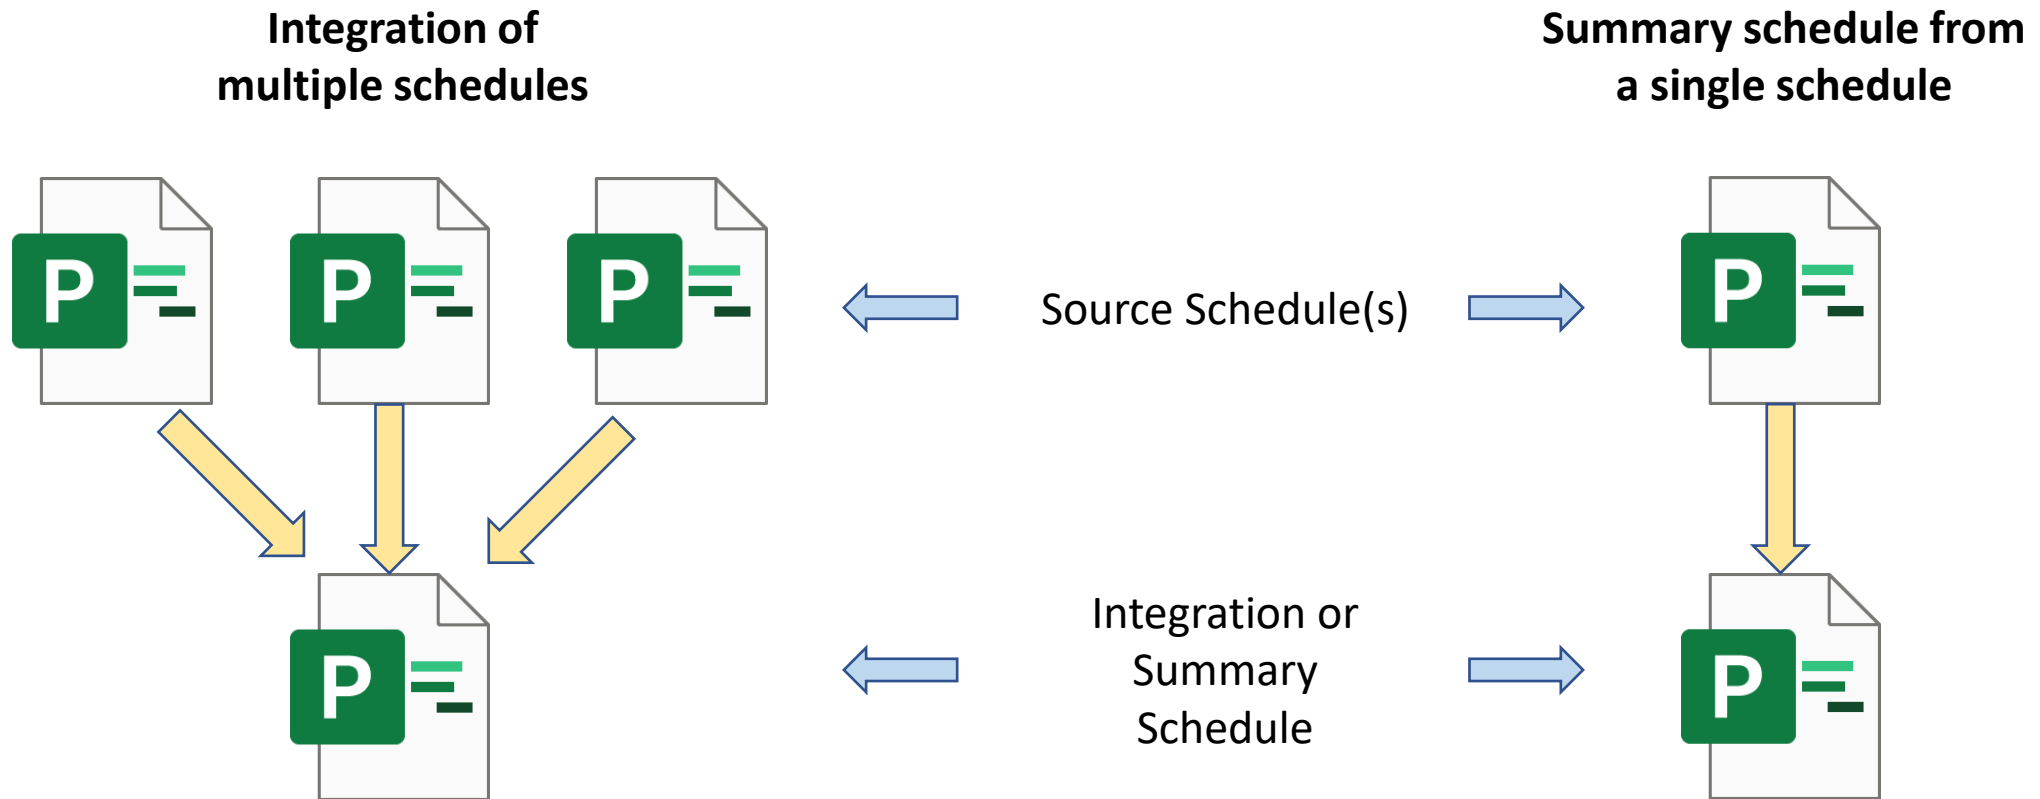 Integration of
multiple schedules
Summary schedule from
a single schedule
P
P
P
Source Schedule(s)
P
P
Integration or
Summary
Schedule
P